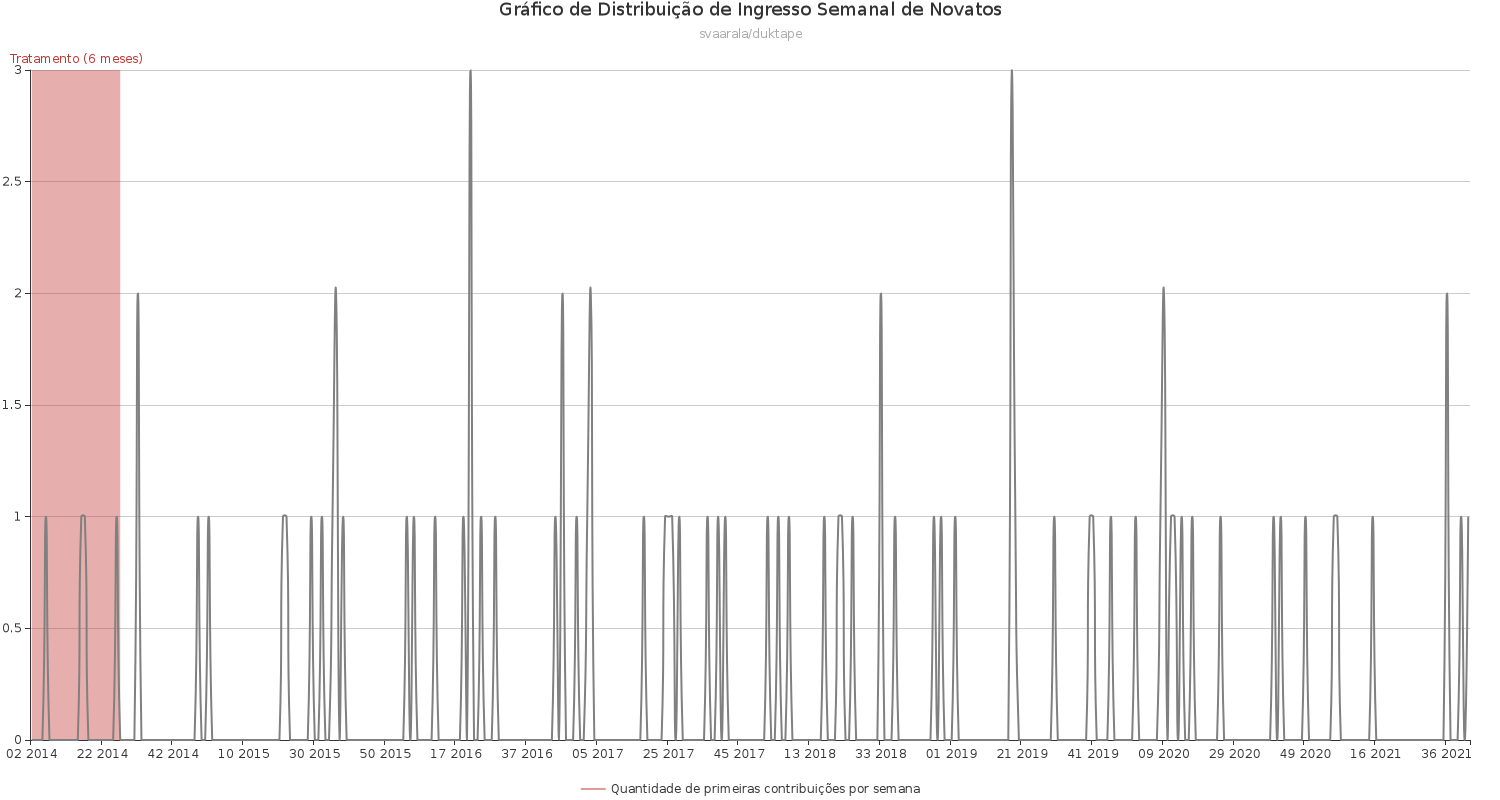 Gráfico de Distribuição de Ingresso Semanal de Novatos
svaarala/duktape
Tratamento (6 meses)
3
2.5
2
1.5
1
0.5
0
02 2014 22 2014 42 2014 10 2015 30 2015 50 2015 17 2016 37 2016 05 2017 25 2017 45 2017 13 2018 33 2018 01 2019 21 2019 41 2019 09 2020 29 2020 49 2020 16 2021 36 2021
Quantidade de primeiras contribuições por semana